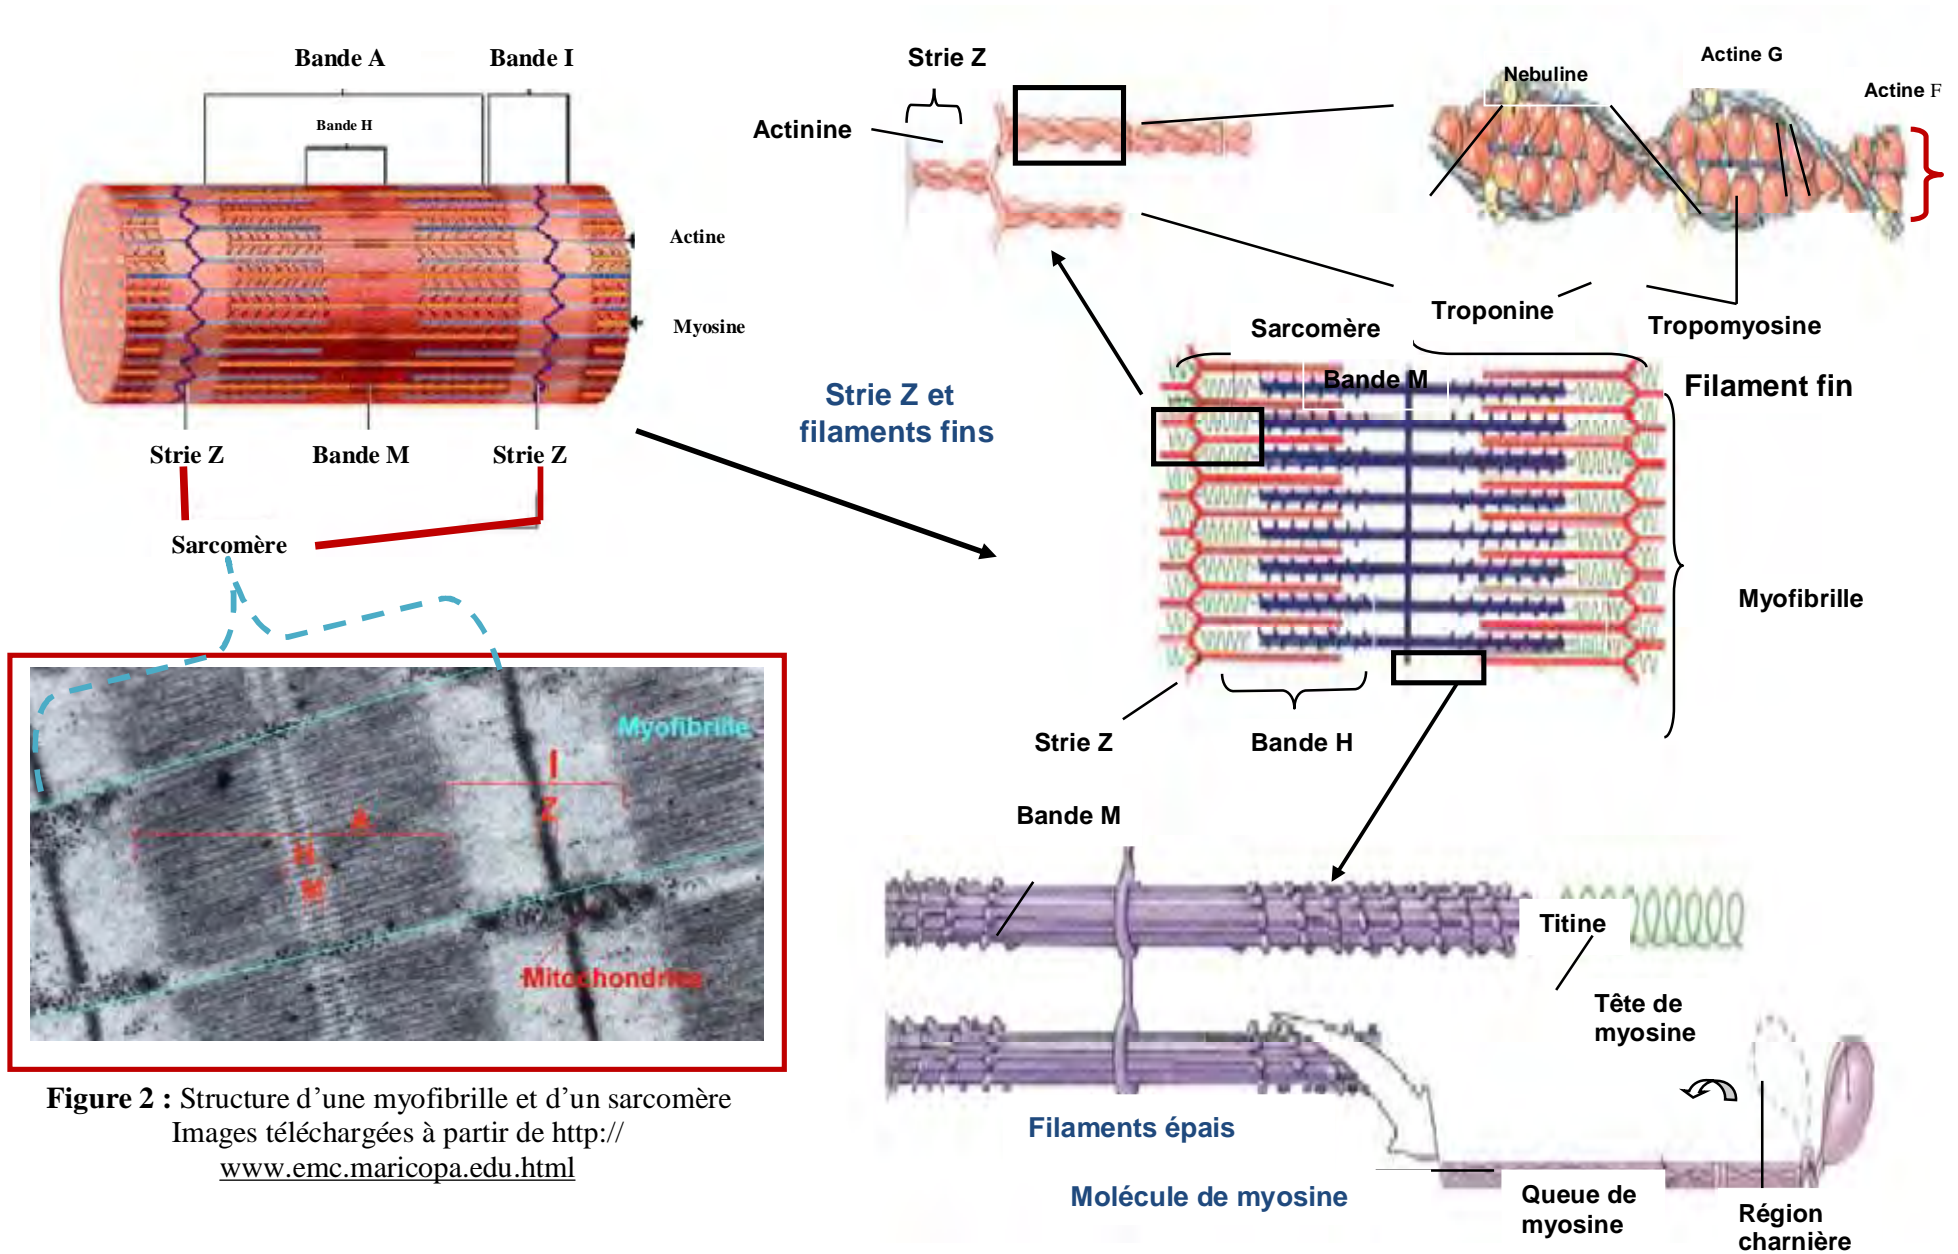 Bande A
Bande I
Bande H
Actine
Myosine
Strie Z
Bande M
Strie Z
Sarcomère
Myofibrille
I
Z
A
H
M
Mitochondries
Figure 2 : Structure d’une myofibrille et d’un sarcomère
Images téléchargées à partir de http://
www.emc.maricopa.edu.html
Strie Z
Actinine
Nebuline
Actine G
Actine F
Troponine
Tropomyosine
Strie Z et
filaments fins
Sarcomère
Bande M
Filament fin
Myofibrille
Strie Z
Bande H
Bande M
Titine
Tête de
myosine
Filaments épais
Molécule de myosine
Queue de
myosine
Région
charnière